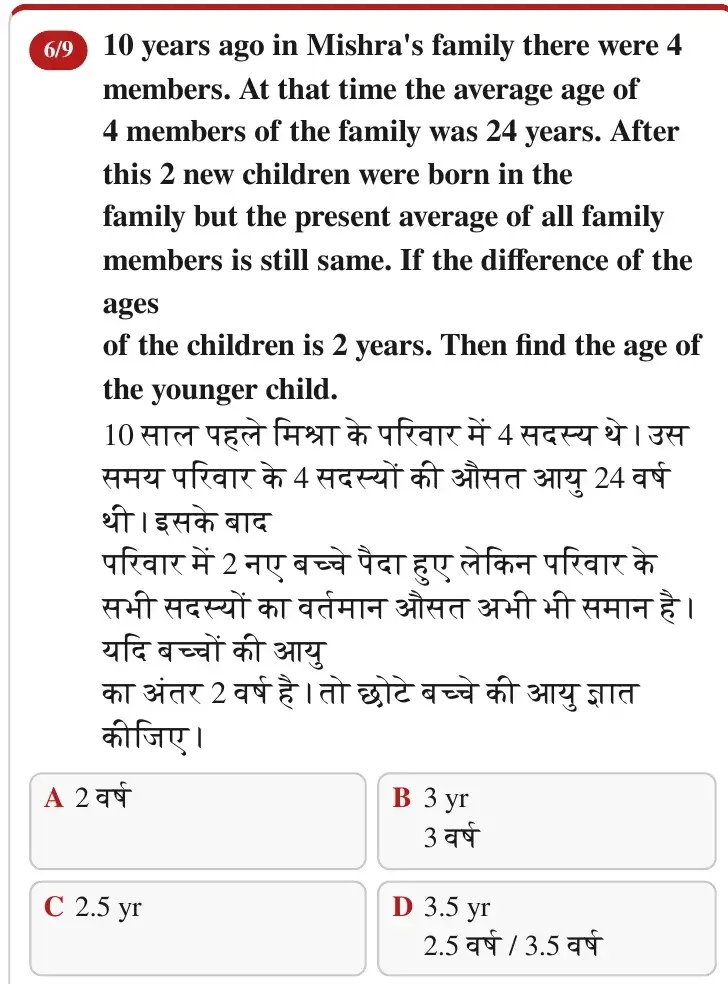 6/9 10 years ago in Mishra's family there were 4
members. At that time the average age of
4 members of the family was 24 years. After
this 2 new children were born in the
family but the present average of all family
members is still same. If the difference of the
ages
of the children is 2 years. Then find the age of
the younger child.
10 साल पहले मिश्रा के परिवार में 4 सदस्य थे। उस
समय परिवार के 4 सदस्यों की औसत आयु 24 वर्ष
थी। इसके बाद
परिवार में 2 नए बच्चे पैदा हुए लेकिन परिवार के
सभी सदस्यों का वर्तमान औसत अभी भी समान है।
यदि बच्चों की आयु
का अंतर 2 वर्ष है। तो छोटे बच्चे की आयु ज्ञात
कीजिए।
A 2 वर्ष
B 3 yr
3 वर्ष
C 2.5 yr
D 3.5 yr
2.5 वर्ष / 3.5 वर्ष